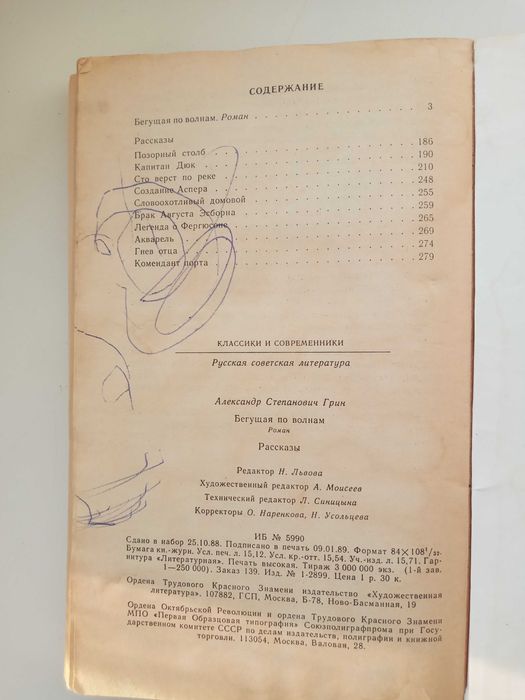 СОДЕРЖАНИЕ
Бегущая по волнам. Роман . . . . . . . . . . . . . . 3
Рассказы
Позорный столб . . . . . . . . . . . . . . . . 186
Капитан Дюк . . . . . . . . . . . . . . . . 190
Сто верст по реке . . . . . . . . . . . . . . . 210
Создание Аспера . . . . . . . . . . . . . . . 248
Словоохотливый домовой . . . . . . . . . . . . 255
Брак Августа Эсборна . . . . . . . . . . . . . 259
Легенда о Фергюсоне . . . . . . . . . . . . . 265
Акварель . . . . . . . . . . . . . . . . . 269
Гнев отца . . . . . . . . . . . . . . . . . 274
Комендант порта . . . . . . . . . . . . . . . 279
КЛАССИКИ И СОВРЕМЕННИКИ
Русская советская литература
Александр Степанович Грин
Бегущая по волнам
Роман
Рассказы
Редактор Н. Львова
Художественный редактор А. Моисеев
Технический редактор Л. Синицына
Корректоры О. Наренкова, Н. Усольцева
ИБ № 5990
Сдано в набор 25.10.88. Подписано в печать 09.01.89. Формат 84×108¹/₃₂.
Бумага кн.-журн. Усл. печ. л. 15,12. Усл. кр.-отт. 15,54. Уч.-изд. л. 15,71. Гар-
нитура «Литературная». Печать высокая. Тираж 3 000 000 экз. (1-й зав.
1—250 000). Заказ 139. Изд. № 1-2899. Цена 1 р. 30 к.
Ордена Трудового Красного Знамени издательство «Художественная
литература». 107882, ГСП, Москва, Б-78, Ново-Басманная, 19
Ордена Октябрьской Революции и ордена Трудового Красного Знамени
МПО «Первая Образцовая типография» Союзполиграфпрома при Госу-
дарственном комитете СССР по делам издательств, полиграфии и книжной
торговли. 113054, Москва, Валовая, 28.